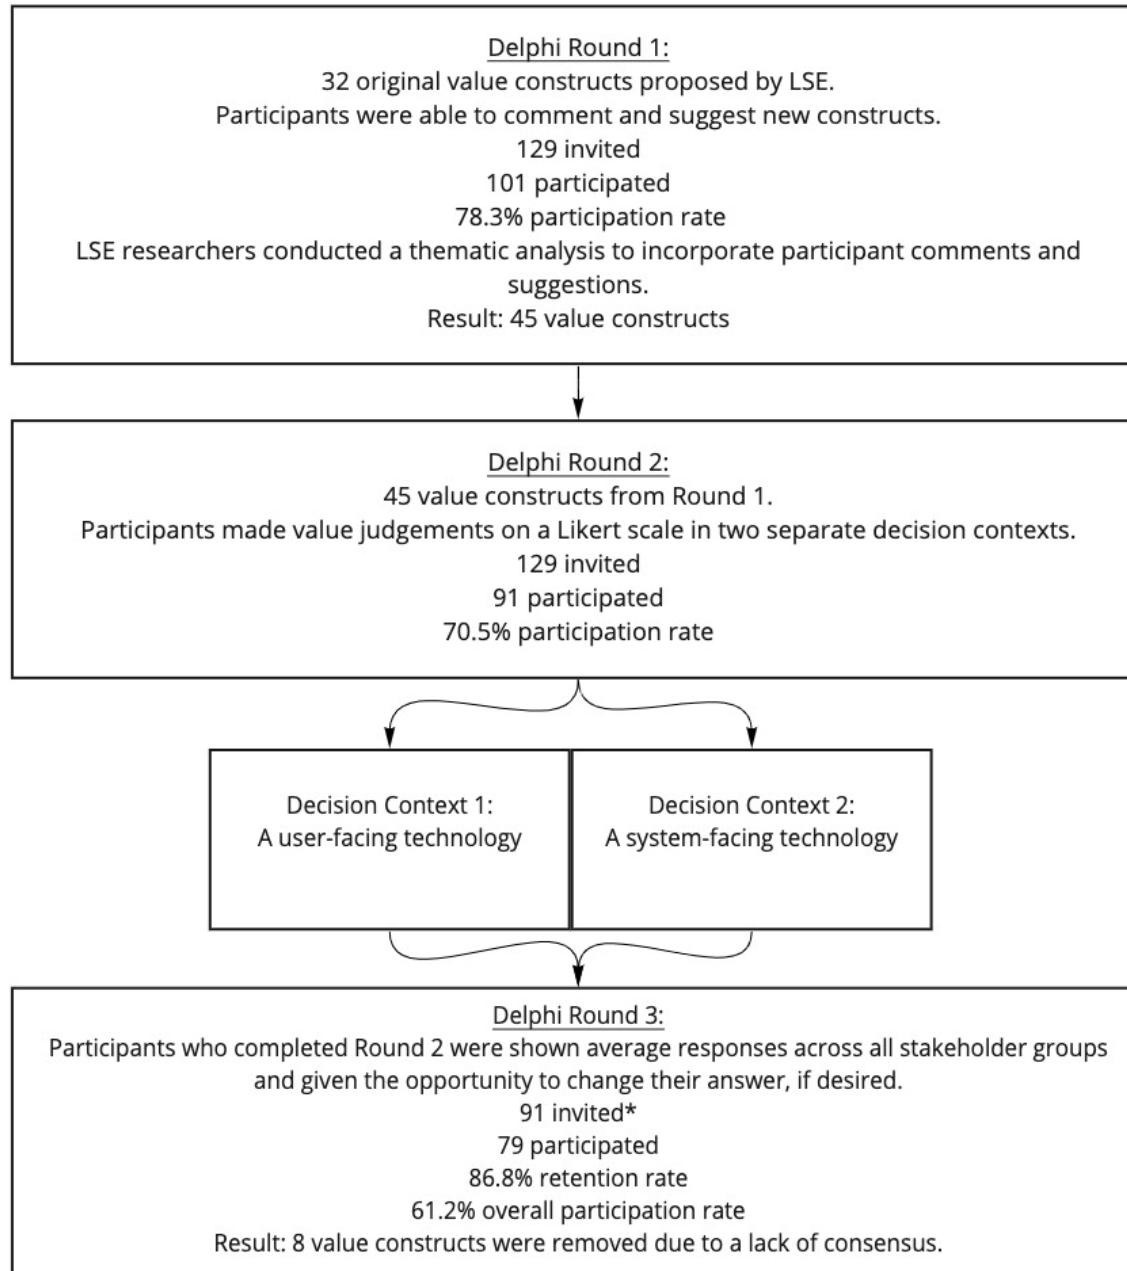 Delphi Round 1:
32 original value constructs proposed by LSE.
Participants were able to comment and suggest new constructs.
129 invited
101 participated
78.3% participation rate
LSE researchers conducted a thematic analysis to incorporate participant comments and
suggestions.
Result: 45 value constructs
Delphi Round 2:
45 value constructs from Round 1.
Participants made value judgements on a Likert scale in two separate decision contexts.
129 invited
91 participated
70.5% participation rate
Decision Context 1:
A user-facing technology
Decision Context 2:
A system-facing technology
Delphi Round 3:
Participants who completed Round 2 were shown average responses across all stakeholder groups
and given the opportunity to change their answer, if desired.
91 invited*
79 participated
86.8% retention rate
61.2% overall participation rate
Result: 8 value constructs were removed due to a lack of consensus.